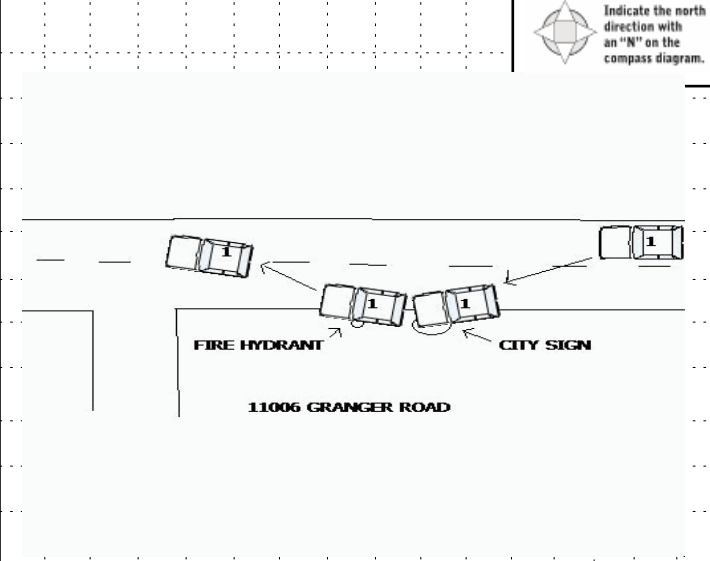 Indicate the north
direction with
an "N" on the
compass diagram.
1
1
1
1
FIRE HYDRANT
CITY SIGN
11006 GRANGER ROAD